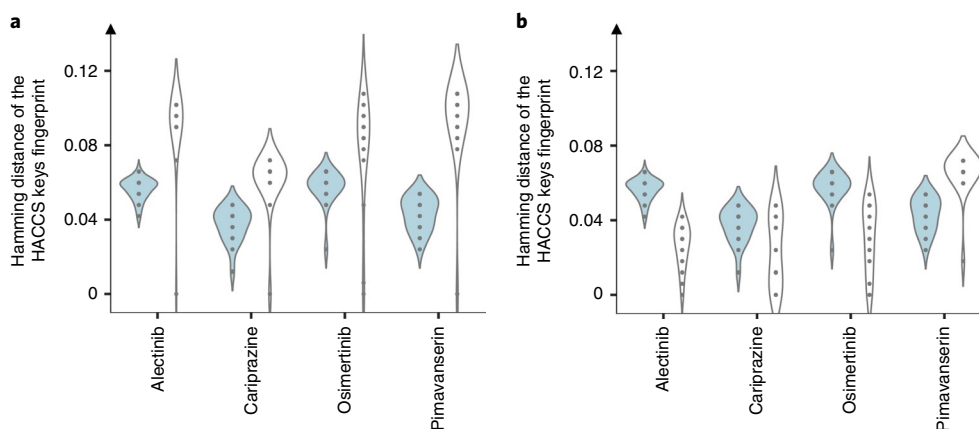 a
Hamming distance of the
HACCS keys fingerprint
0.12
0.08
0.04
0
Alectinib
Cariprazine
Osimertinib
Pimavanserin
b
Hamming distance of the
HACCS keys fingerprint
0.12
0.08
0.04
0
Alectinib
Cariprazine
Osimertinib
Pimavanserin